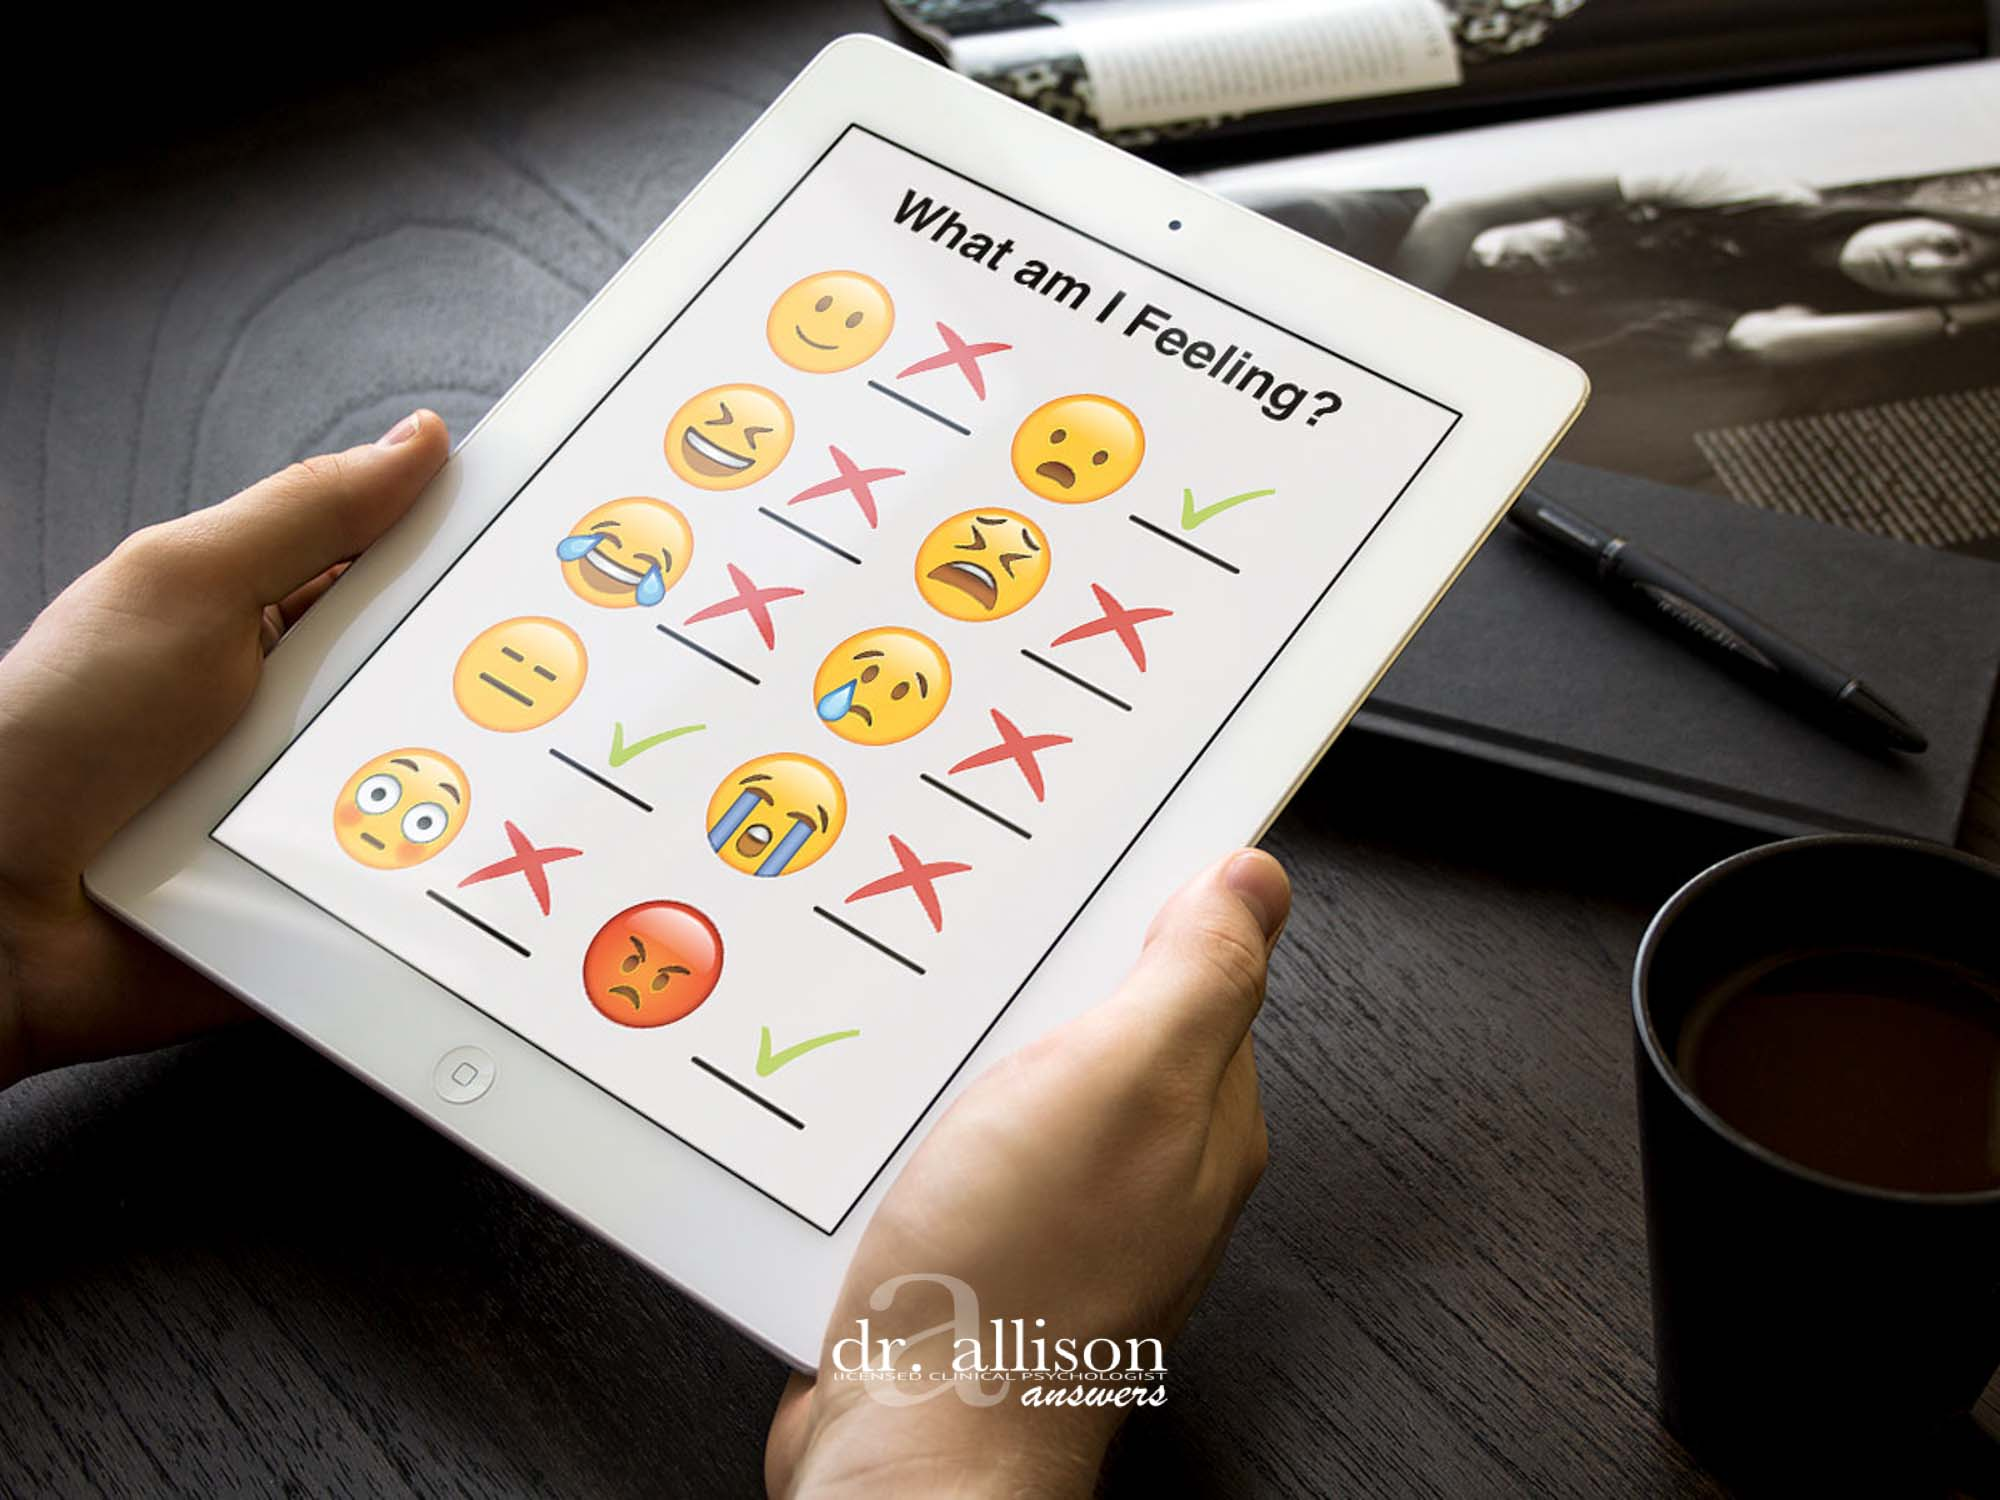 What am I Feeling?
dr. allison
LICENSED CLINICAL PSYCHOLOGIST
answers